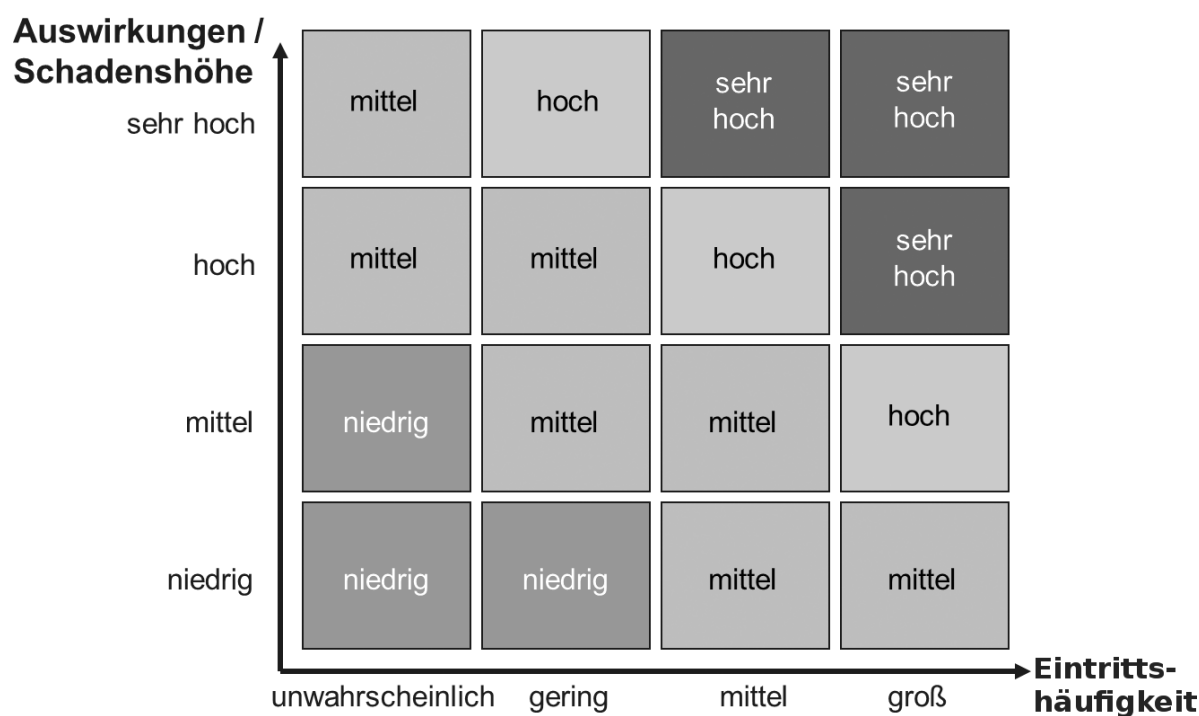 Auswirkungen /
Schadenshöhe
sehr hoch
mittel
hoch
sehr
hoch
sehr
hoch
hoch
mittel
mittel
hoch
sehr
hoch
mittel
niedrig
mittel
mittel
hoch
niedrig
niedrig
niedrig
mittel
mittel
unwahrscheinlich
gering
mittel
groß
Eintritts-
häufigkeit